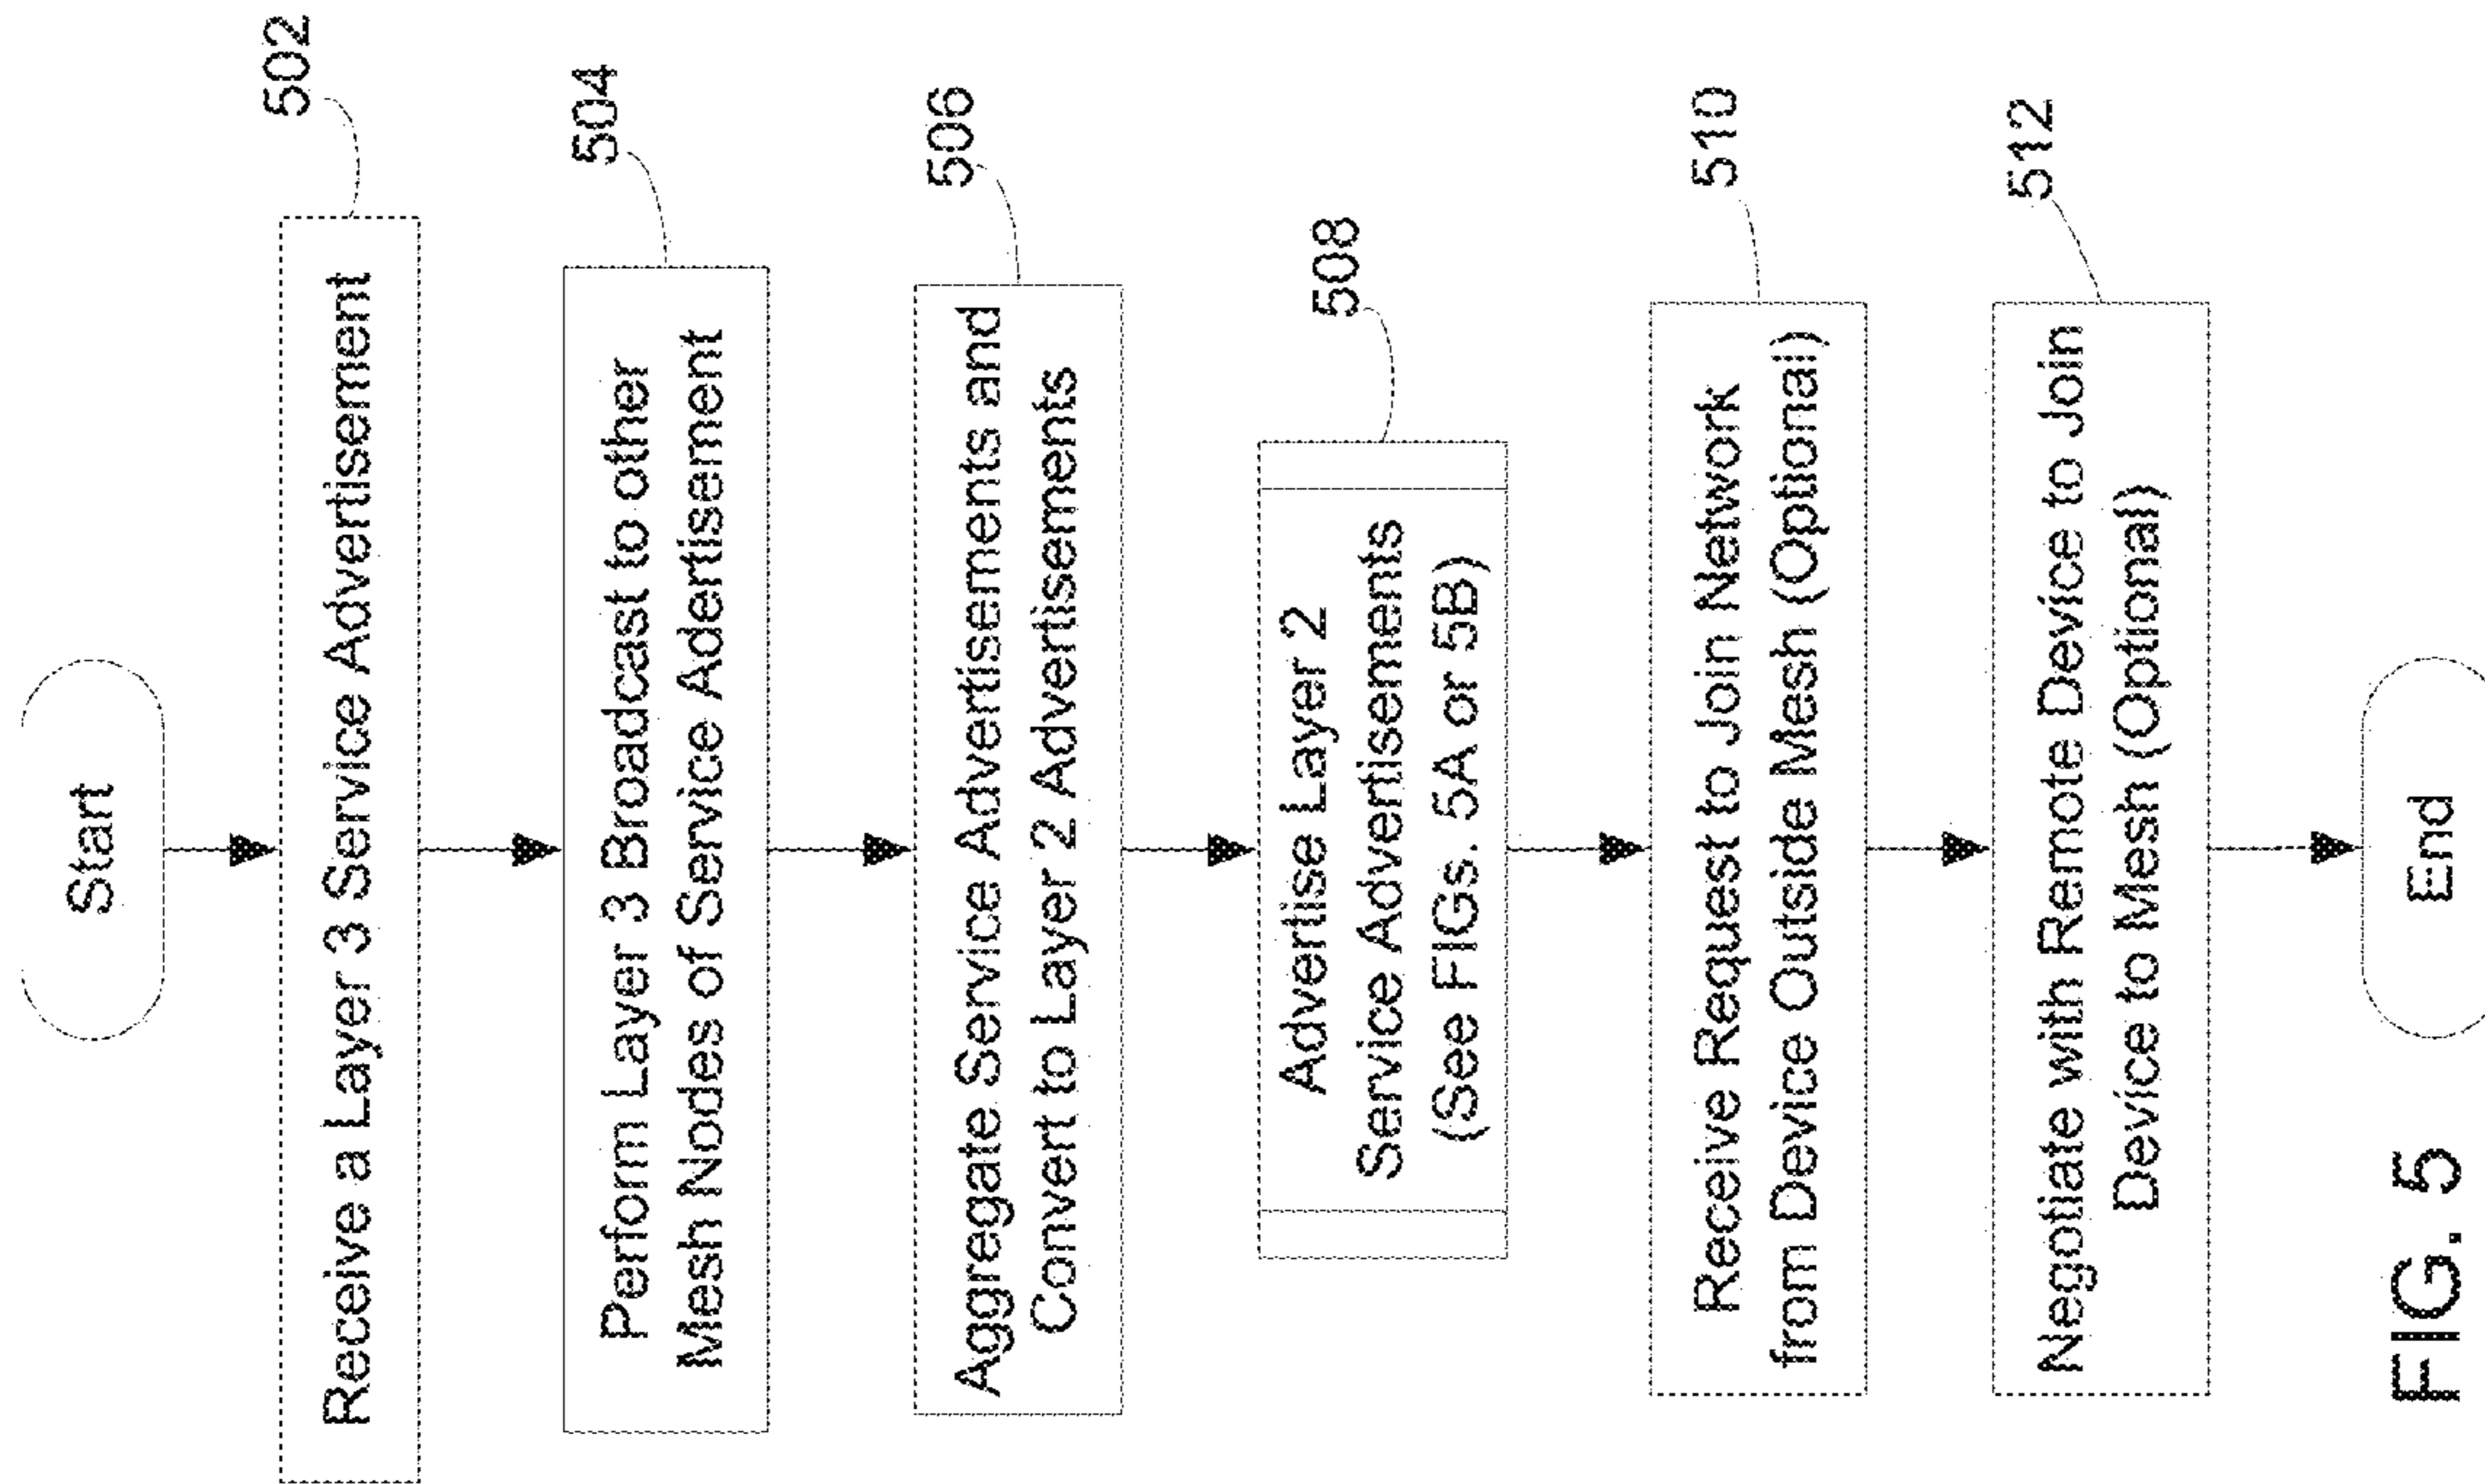 Start
502
Receive a Layer 3 Service Advertisement
504
Perform Layer 3 Broadcast to other
Mesh Nodes of Service Adertisement
506
Aggregate Service Advertisements and
Convert to Layer 2 Advertisements
508
Advertise Layer 2
Service Advertisements
(See FIGs. 5A or 5B)
510
Receive Request to Join Network
from Device Outside Mesh (Optional)
512
Negotiate with Remote Device to Join
Device to Mesh (Optional)
End
FIG. 5